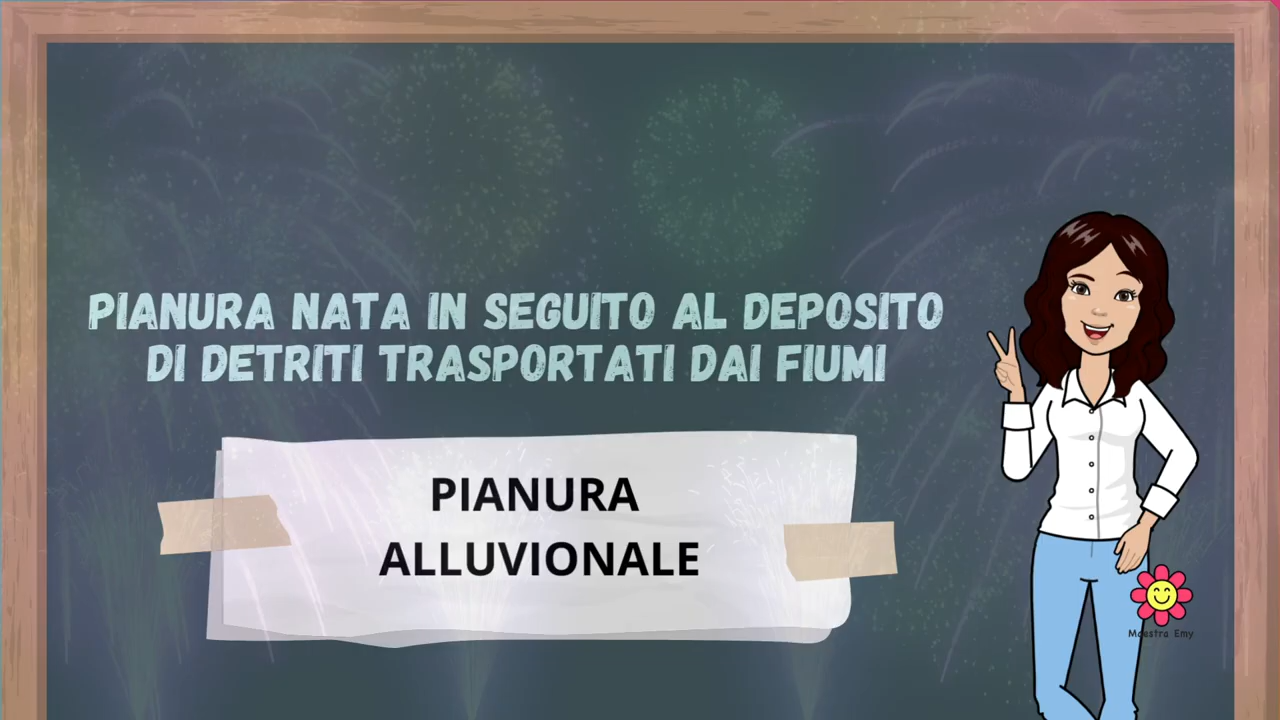 PIANURA NATA IN SEGUITO AL DEPOSITO
DI DETRITI TRASPORTATI DAI FIUMI
PIANURA
ALLUVIONALE
Maestra Emy